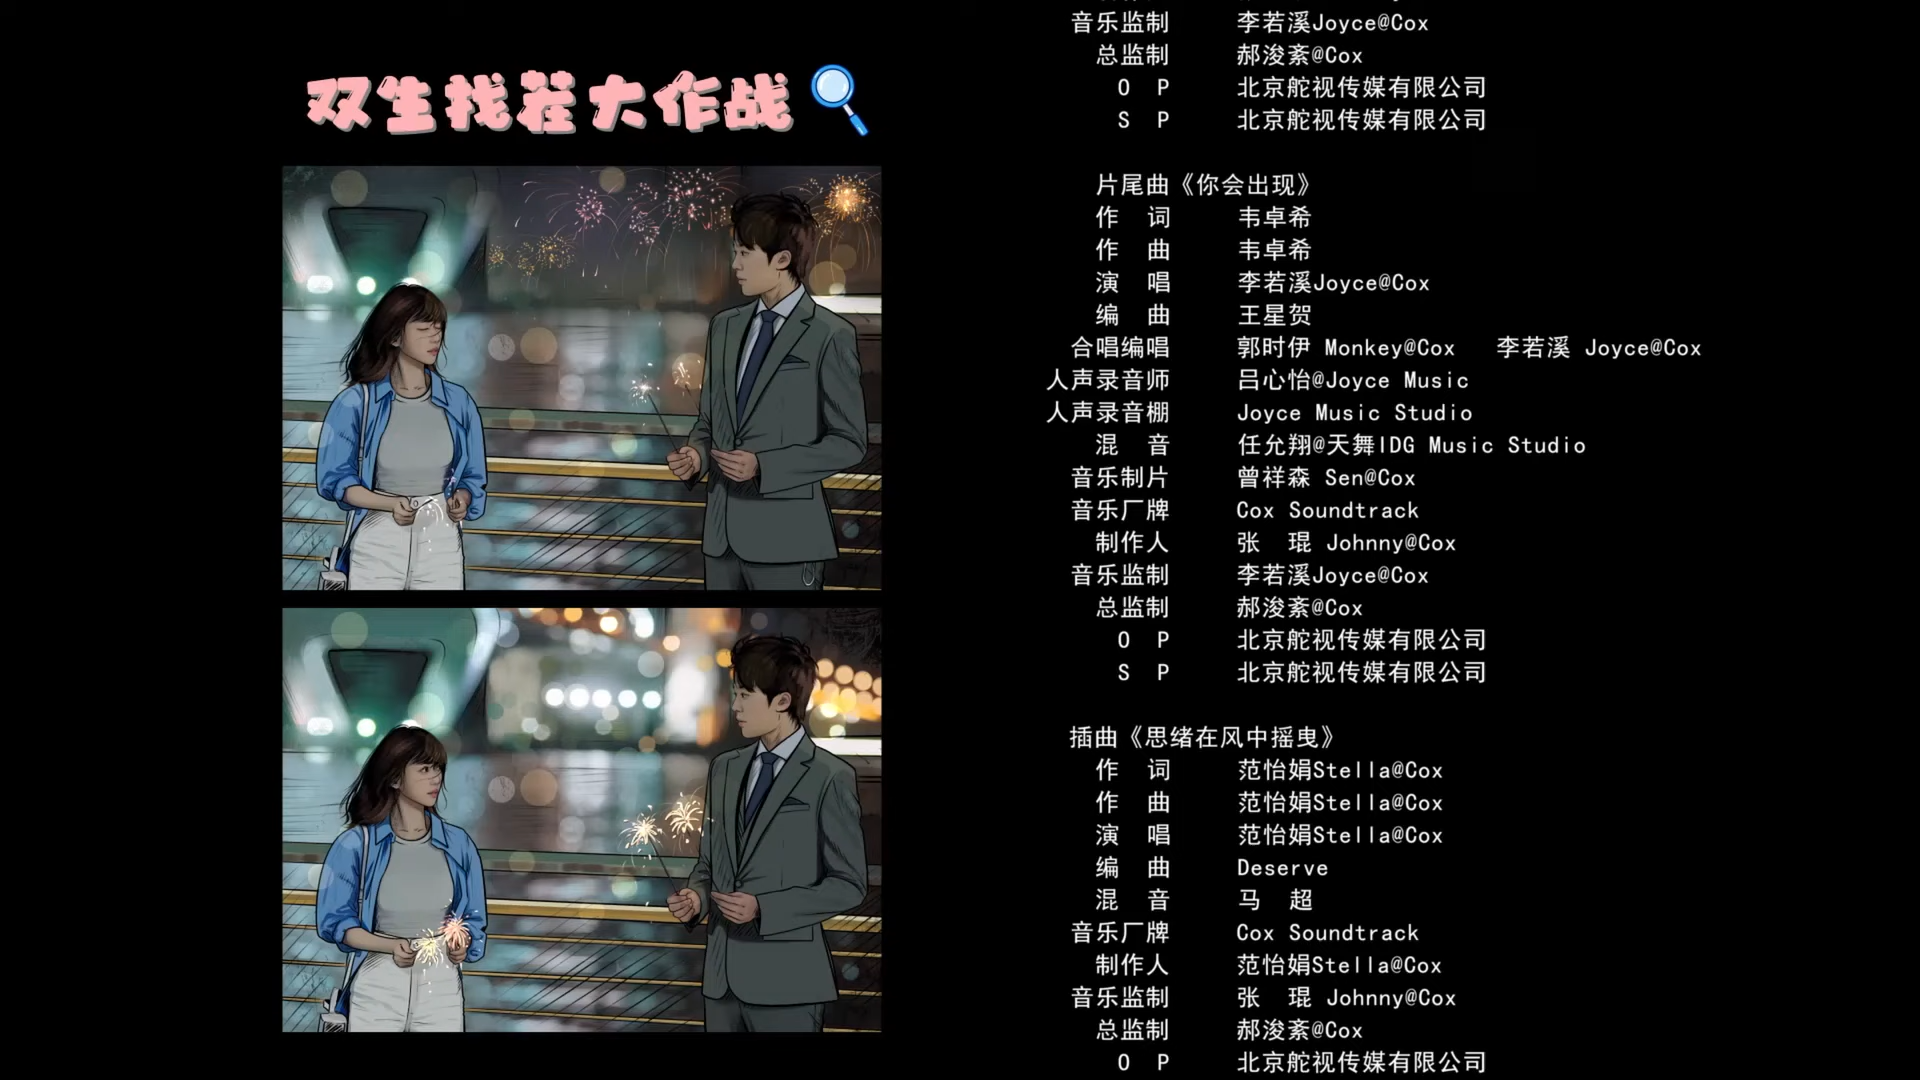 双生找茬大作战
音乐监制 李若溪Joyce@Cox
总监制 郝浚紊@Cox
O P 北京舵视传媒有限公司
S P 北京舵视传媒有限公司
片尾曲《你会出现》
作 词 韦卓希
作 曲 韦卓希
演 唱 李若溪Joyce@Cox
编 曲 王星贺
合唱编唱 郭时伊 Monkey@Cox 李若溪 Joyce@Cox
人声录音师 吕心怡@Joyce Music
人声录音棚 Joyce Music Studio
混 音 任允翔@天舞IDG Music Studio
音乐制片 曾祥森 Sen@Cox
音乐厂牌 Cox Soundtrack
制作人 张 琨 Johnny@Cox
音乐监制 李若溪Joyce@Cox
总监制 郝浚紊@Cox
O P 北京舵视传媒有限公司
S P 北京舵视传媒有限公司
插曲《思绪在风中摇曳》
作 词 范怡娟Stella@Cox
作 曲 范怡娟Stella@Cox
演 唱 范怡娟Stella@Cox
编 曲 Deserve
混 音 马 超
音乐厂牌 Cox Soundtrack
制作人 范怡娟Stella@Cox
音乐监制 张 琨 Johnny@Cox
总监制 郝浚紊@Cox
O P 北京舵视传媒有限公司